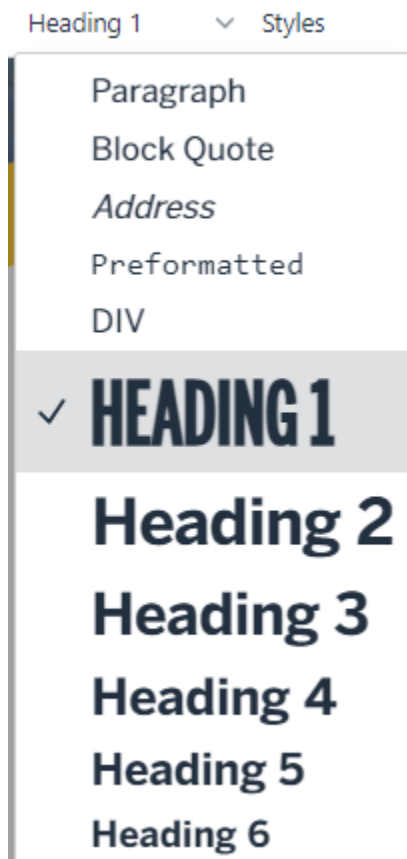 Heading 1 Styles
Paragraph
Block Quote
Address
Preformatted
DIV
HEADING 1
Heading 2
Heading 3
Heading 4
Heading 5
Heading 6